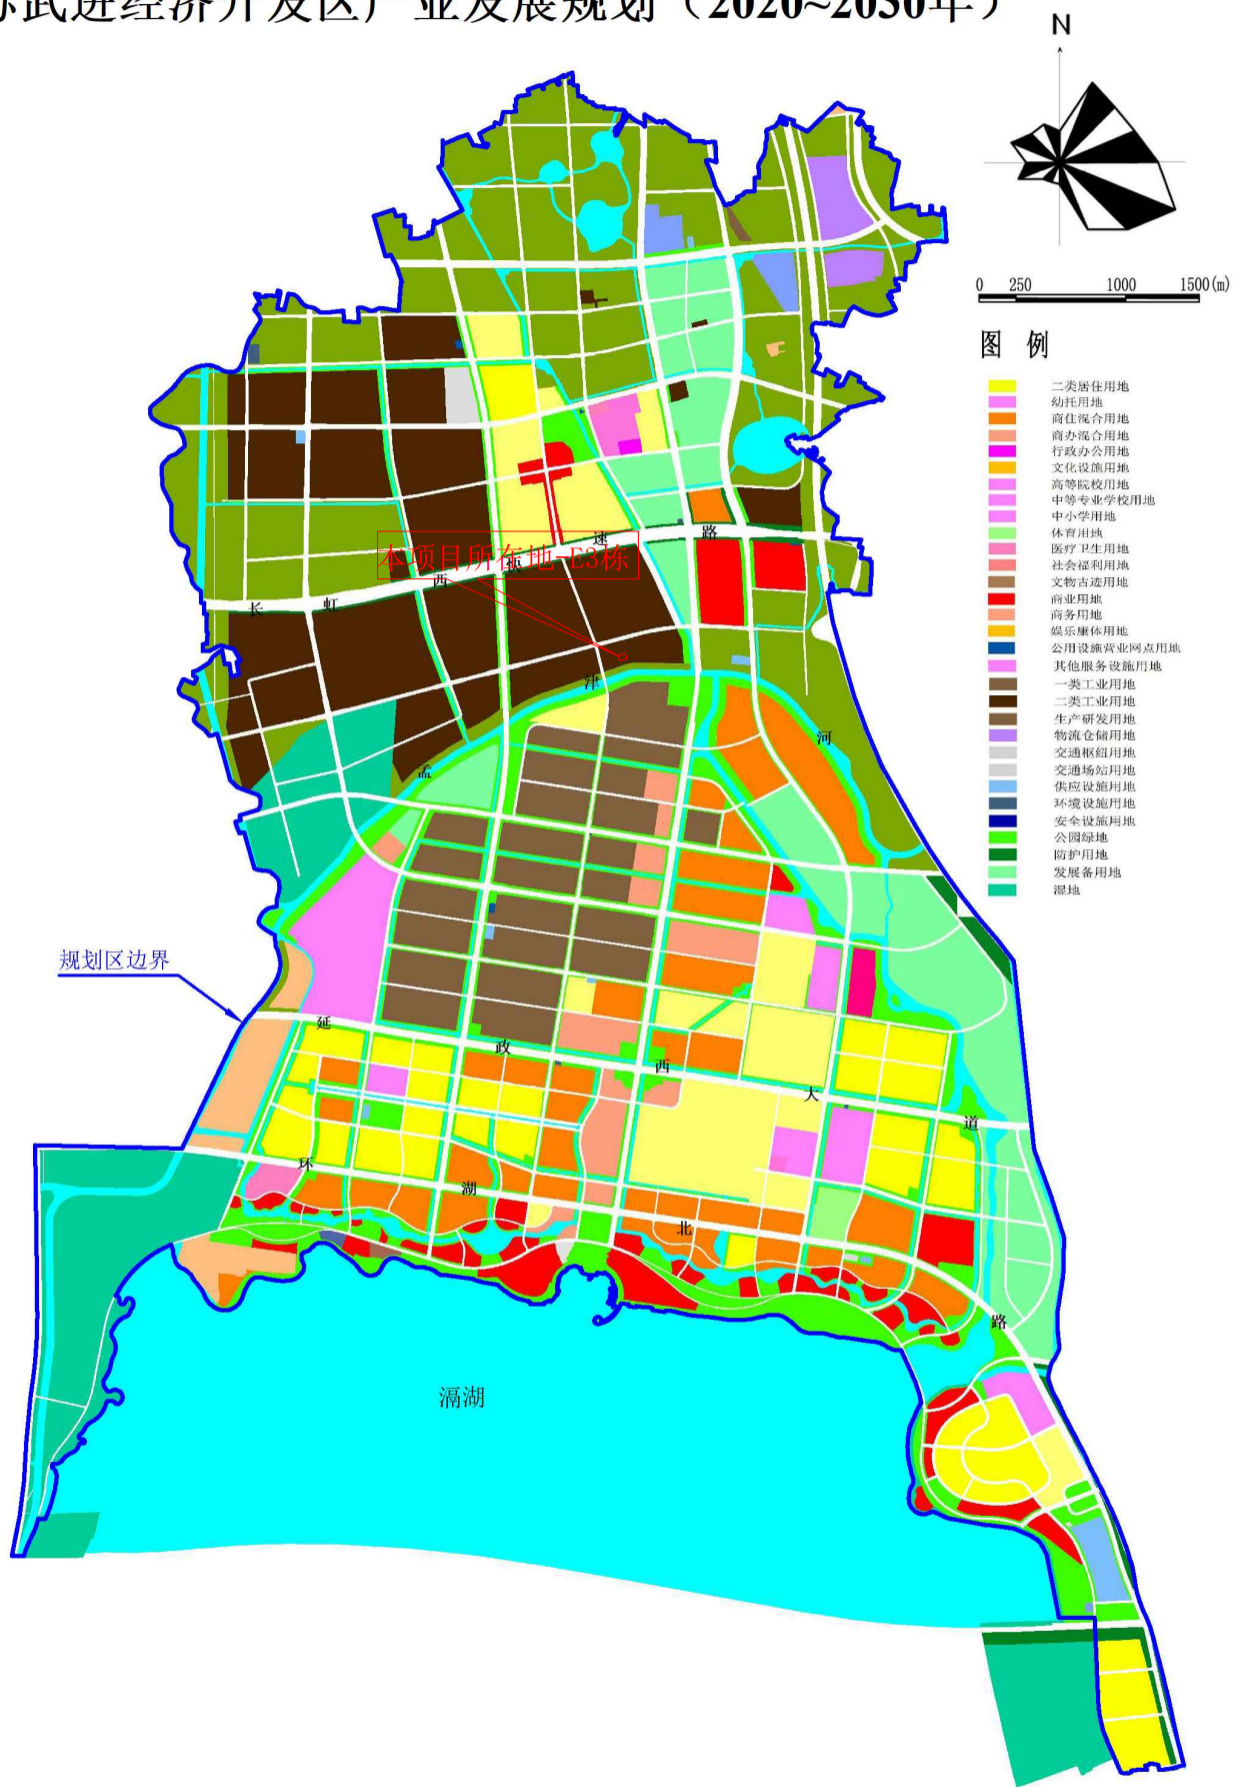 武进经济开发区产业发展规划（2020~2030年）
N
0 250 1000 1500(m)
图 例
二类居住用地
幼托用地
商住混合用地
商办混合用地
行政办公用地
文化设施用地
高等院校用地
中等专业学校用地
中小学用地
体育用地
医疗卫生用地
社会福利用地
文物古迹用地
商业用地
商务用地
娱乐康体用地
公用设施营业网点用地
其他服务设施用地
一类工业用地
二类工业用地
生产研发用地
物流仓储用地
交通枢纽用地
交通场站用地
供应设施用地
环境设施用地
安全设施用地
公园绿地
防护用地
发展备用地
湿地
本项目所在地-E3栋
长 虹 西 快 速 路
孟 津 河
规划区边界
延 政 西 大 道
环 湖 北 路
滆湖